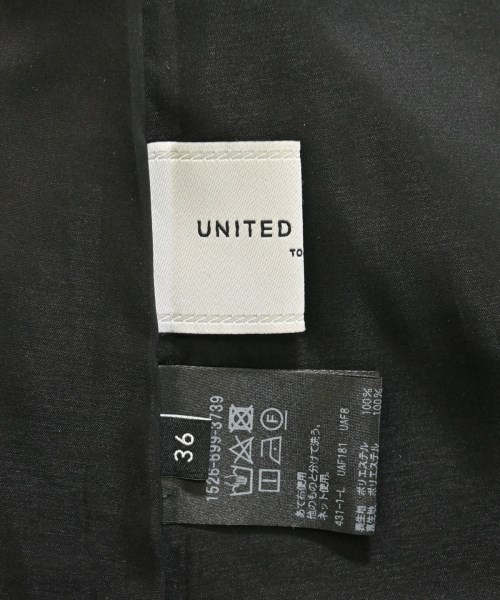 UNITED
TO
36
1526-699-3739
F
あて布使用
他のものと分けて洗う。
ネット使用。
431-1-L UAF181 UAF8
表生地 ポリエステル 100%
裏生地 ポリエステル 100%